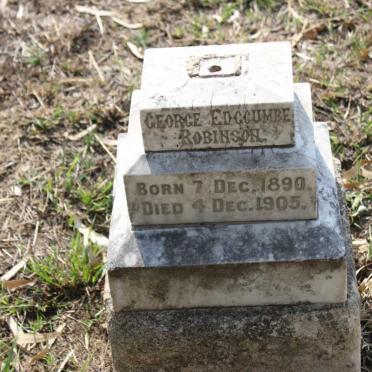 GEORGE EDGCUMBE
ROBINSON
BORN 7. DEC. 1890.
DIED 4 DEC. 1905.